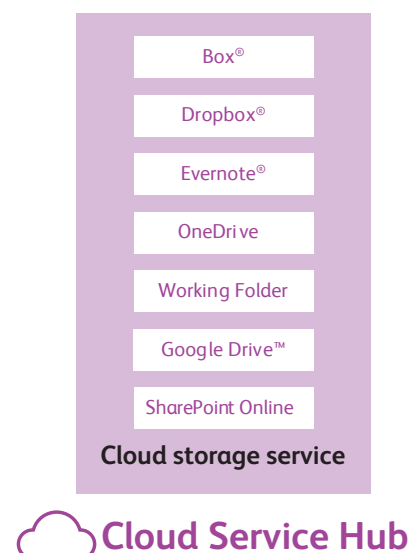 Box®
Dropbox®
Evernote®
OneDrive
Working Folder
Google Drive™
SharePoint Online
Cloud storage service
Cloud Service Hub